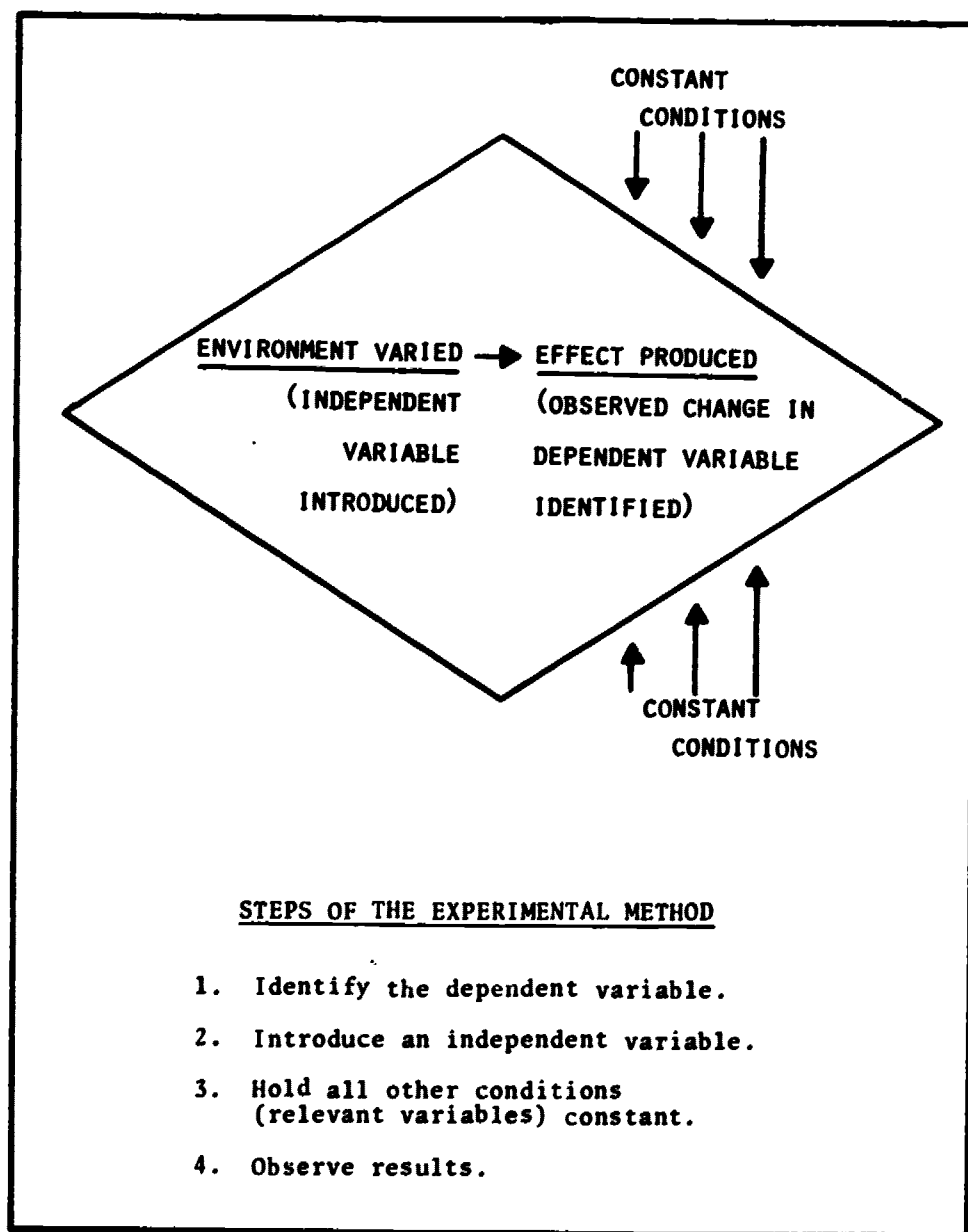 CONSTANT
CONDITIONS
ENVIRONMENT VARIED
(INDEPENDENT
VARIABLE
INTRODUCED)
EFFECT PRODUCED
(OBSERVED CHANGE IN
DEPENDENT VARIABLE
IDENTIFIED)
CONSTANT
CONDITIONS
STEPS OF THE EXPERIMENTAL METHOD
1. Identify the dependent variable.
2. Introduce an independent variable.
3. Hold all other conditions
(relevant variables) constant.
4. Observe results.